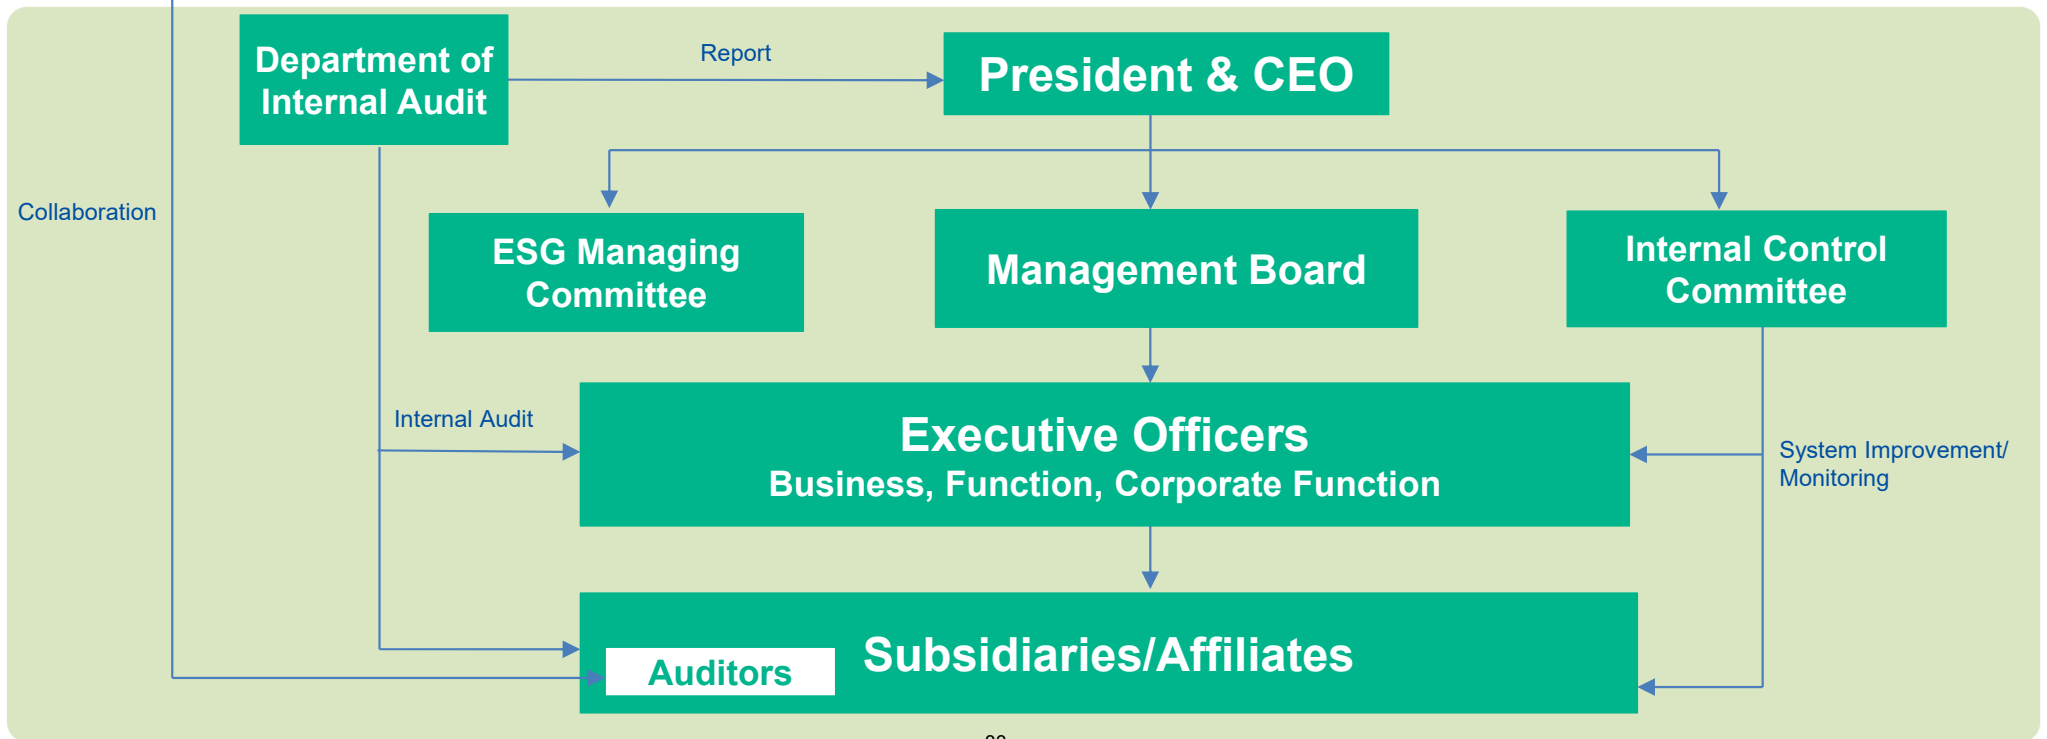 Department of
Internal Audit
Report
President & CEO
Collaboration
ESG Managing
Committee
Management Board
Internal Control
Committee
Internal Audit
Executive Officers
Business, Function, Corporate Function
System Improvement/
Monitoring
Subsidiaries/Affiliates
Auditors